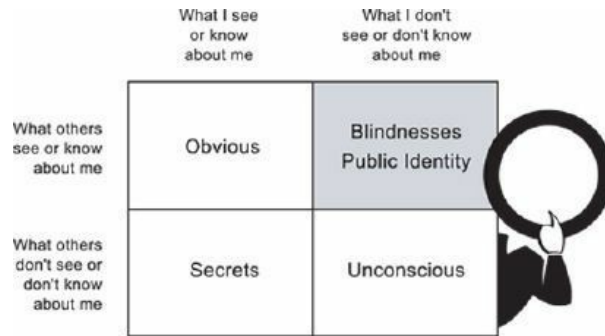 What I see
or know
about me
What I don't
see or don't know
about me
What others
see or know
about me
Obvious
Blindnesses
Public Identity
What others
don't see or
don't know
about me
Secrets
Unconscious